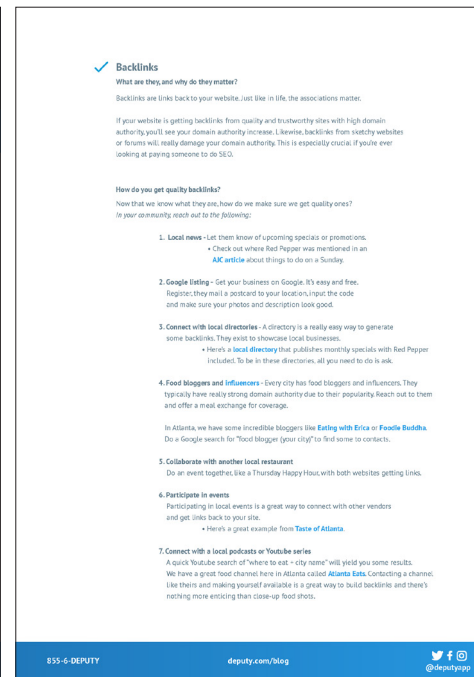 Backlinks
What are they, and why do they matter?
Backlinks are links back to your website. Just like in life, the associations matter.
If your website is getting backlinks from quality and trustworthy sites with high domain
authority, you'll see your domain authority increase. Likewise, backlinks from sketchy websites
or forums will really damage your domain authority. This is especially crucial if you're ever
looking at paying someone to do SEO.
How do you get quality backlinks?
Now that we know what they are, how do we make sure we get quality ones?
In your community, reach out to the following:
1. Local news - Let them know of upcoming specials or promotions.
• Check out where Red Pepper was mentioned in an
AJC article about things to do on a Sunday.
2. Google listing - Get your business on Google. It's easy and free.
Register, they mail a postcard to your location, input the code
and make sure your photos and description look good.
3. Connect with local directories - A directory is a really easy way to generate
some backlinks. They exist to showcase local businesses.
• Here's a local directory that publishes monthly specials with Red Pepper
included. To be in these directories, all you need to do is ask.
4. Food bloggers and influencers - Every city has food bloggers and influencers. They
typically have really strong domain authority due to their popularity. Reach out to them
and offer a meal exchange for coverage.
In Atlanta, we have some incredible bloggers like Eating with Erica or Foodie Buddha.
Do a Google search for "food blogger (your city)" to find some to contacts.
5. Collaborate with another local restaurant
Do an event together, like a Thursday Happy Hour, with both websites getting links.
6. Participate in events
Participating in local events is a great way to connect with other vendors
and get links back to your site.
• Here's a great example from Taste of Atlanta.
7. Connect with a local podcasts or Youtube series
A quick Youtube search of "where to eat + city name" will yield you some results.
We have a great food channel here in Atlanta called Atlanta Eats. Contacting a channel
like theirs and making yourself available is a great way to build backlinks and there's
nothing more enticing than close-up food shots.
855-6-DEPUTY
deputy.com/blog
@deputyapp